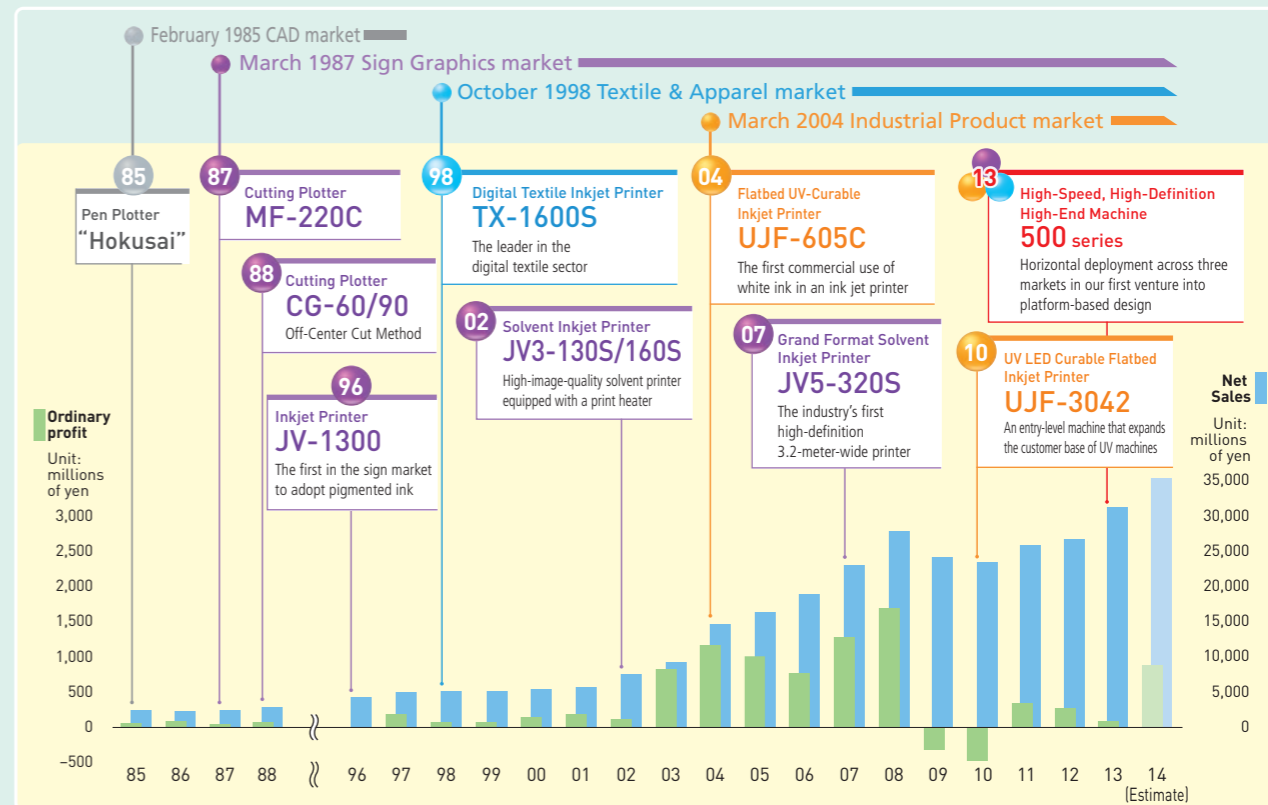 February 1985 CAD market
March 1987 Sign Graphics market
October 1998 Textile & Apparel market
March 2004 Industrial Product market
85
Pen Plotter
“Hokusai”
87
Cutting Plotter
MF-220C
88
Cutting Plotter
CG-60/90
Off-Center Cut Method
96
Inkjet Printer
JV-1300
The first in the sign market
to adopt pigmented ink
98
Digital Textile Inkjet Printer
TX-1600S
The leader in the
digital textile sector
02
Solvent Inkjet Printer
JV3-130S/160S
High-image-quality solvent printer
equipped with a print heater
04
Flatbed UV-Curable
Inkjet Printer
UJF-605C
The first commercial use of
white ink in an ink jet printer
07
Grand Format Solvent
Inkjet Printer
JV5-320S
The industry’s first
high-definition
3.2-meter-wide printer
13
High-Speed, High-Definition
High-End Machine
500 series
Horizontal deployment across three
markets in our first venture into
platform-based design
10
UV LED Curable Flatbed
Inkjet Printer
UJF-3042
An entry-level machine that expands
the customer base of UV machines
Ordinary
profit
Unit:
millions
of yen
3,000
2,500
2,000
1,500
1,000
500
0
−500
Net
Sales
Unit:
millions
of yen
35,000
30,000
25,000
20,000
15,000
10,000
5,000
0
85 86 87 88 96 97 98 99 00 01 02 03 04 05 06 07 08 09 10 11 12 13 14
(Estimate)